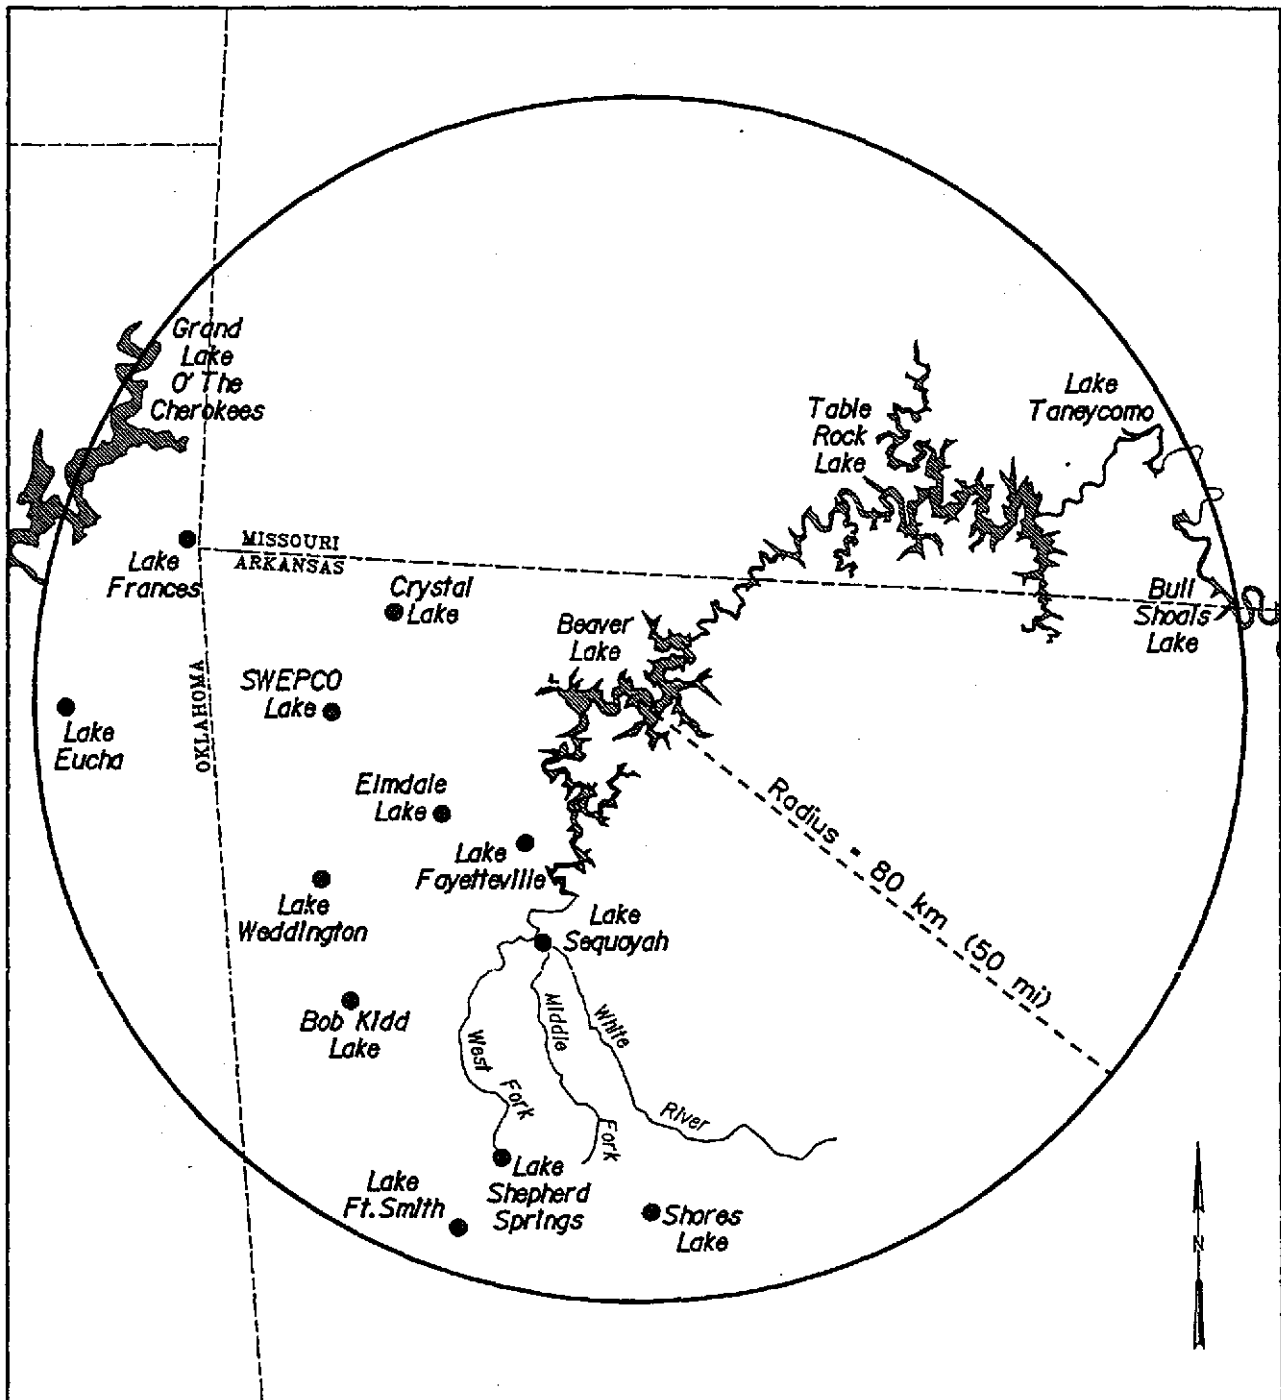 Grand
Lake
O' The
Cherokees
Lake
Taneycomo
Table
Rock
Lake
MISSOURI
ARKANSAS
Lake
Frances
Crystal
Lake
Bull
Shoals
Lake
Beaver
Lake
OKLAHOMA
SWEPCO
Lake
Lake
Eucha
Elmdale
Lake
Radius = 80 km (50 mi)
Lake
Fayetteville
Lake
Weddington
Lake
Sequoyah
Bob Kidd
Lake
West Fork
Middle Fork
White River
Lake
Shepherd
Springs
Lake
Ft. Smith
Shores
Lake
N